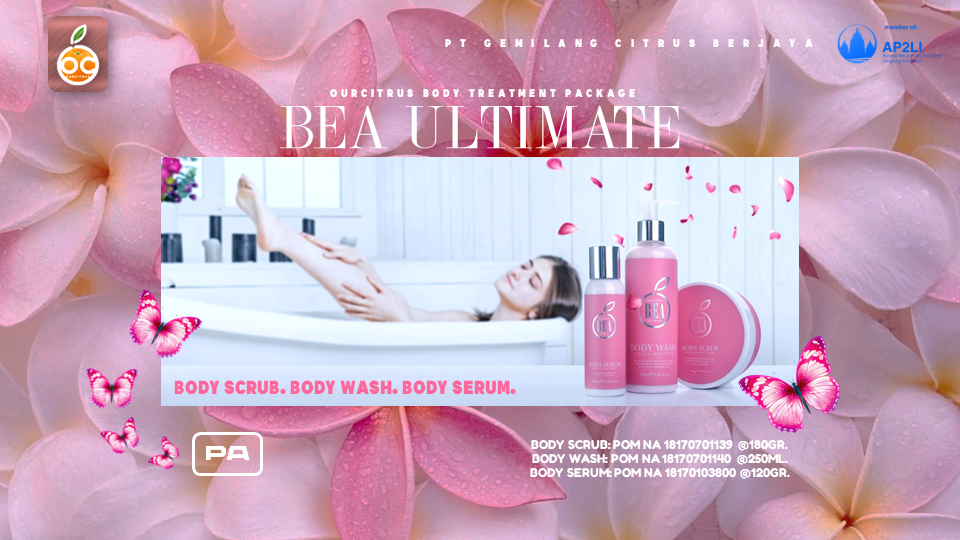 PT GEMILANG CITRUS BERJAYA
member of:
AP2LI
OC
OURCITRUS BODY TREATMENT PACKAGE
BEA ULTIMATE
BEA
BEA
BODY SERUM
BODY WASH
BODY SCRUB
BODY SCRUB. BODY WASH. BODY SERUM.
PA
BODY SCRUB: POM NA 18170701139 @180GR.
BODY WASH: POM NA 18170701140 @250ML.
BODY SERUM: POM NA 18170103800 @120GR.